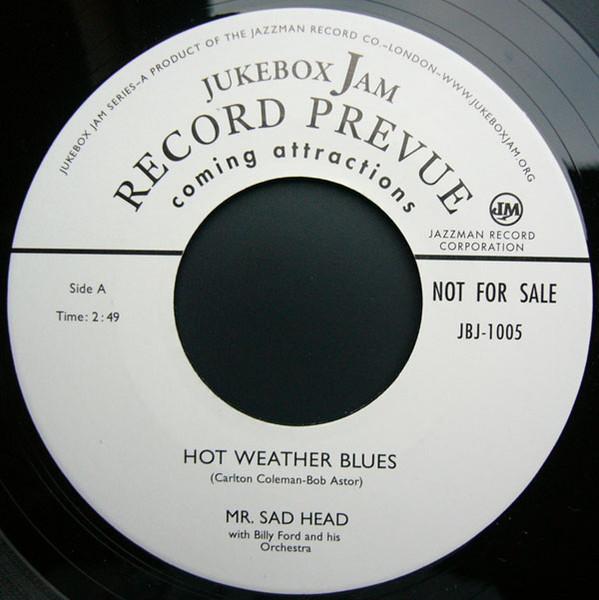 JUKEBOX JAM SERIES–A PRODUCT OF THE JAZZMAN RECORD CO.–LONDON–WWW.JUKEBOXJAM.ORG
JUKEBOX JAM
RECORD PREVUE
coming attractions
JM
JAZZMAN RECORD
CORPORATION
Side A
Time: 2:49
NOT FOR SALE
JBJ-1005
HOT WEATHER BLUES
(Carlton Coleman-Bob Astor)
MR. SAD HEAD
with Billy Ford and his
Orchestra